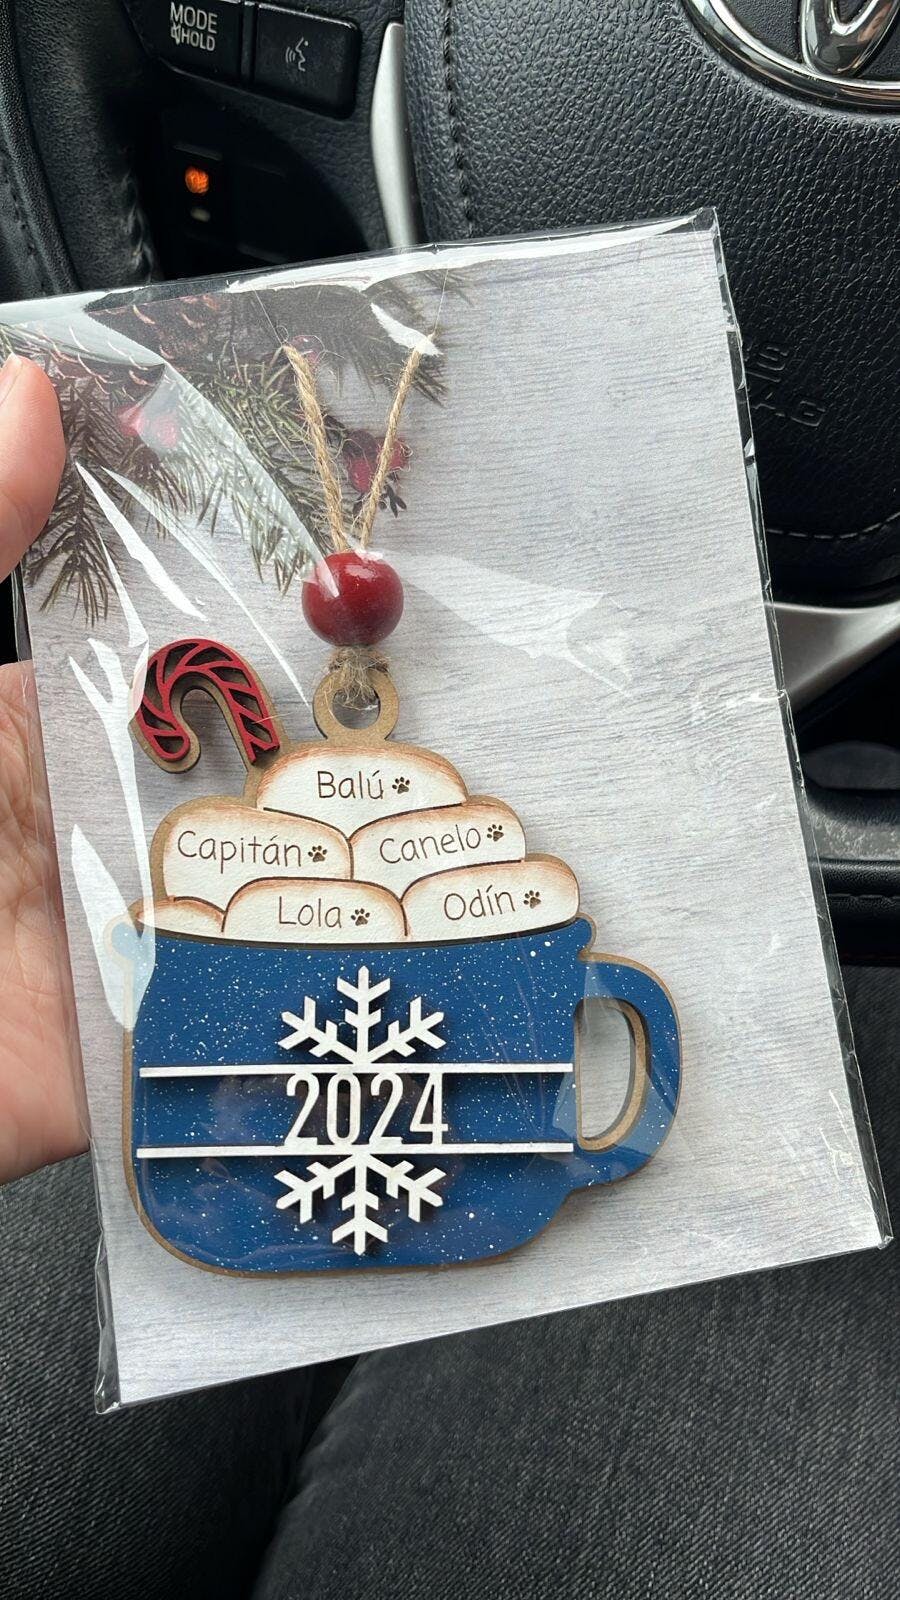 MODE
HOLD
Balú
Capitán
Canelo
Lola
Odín
2024